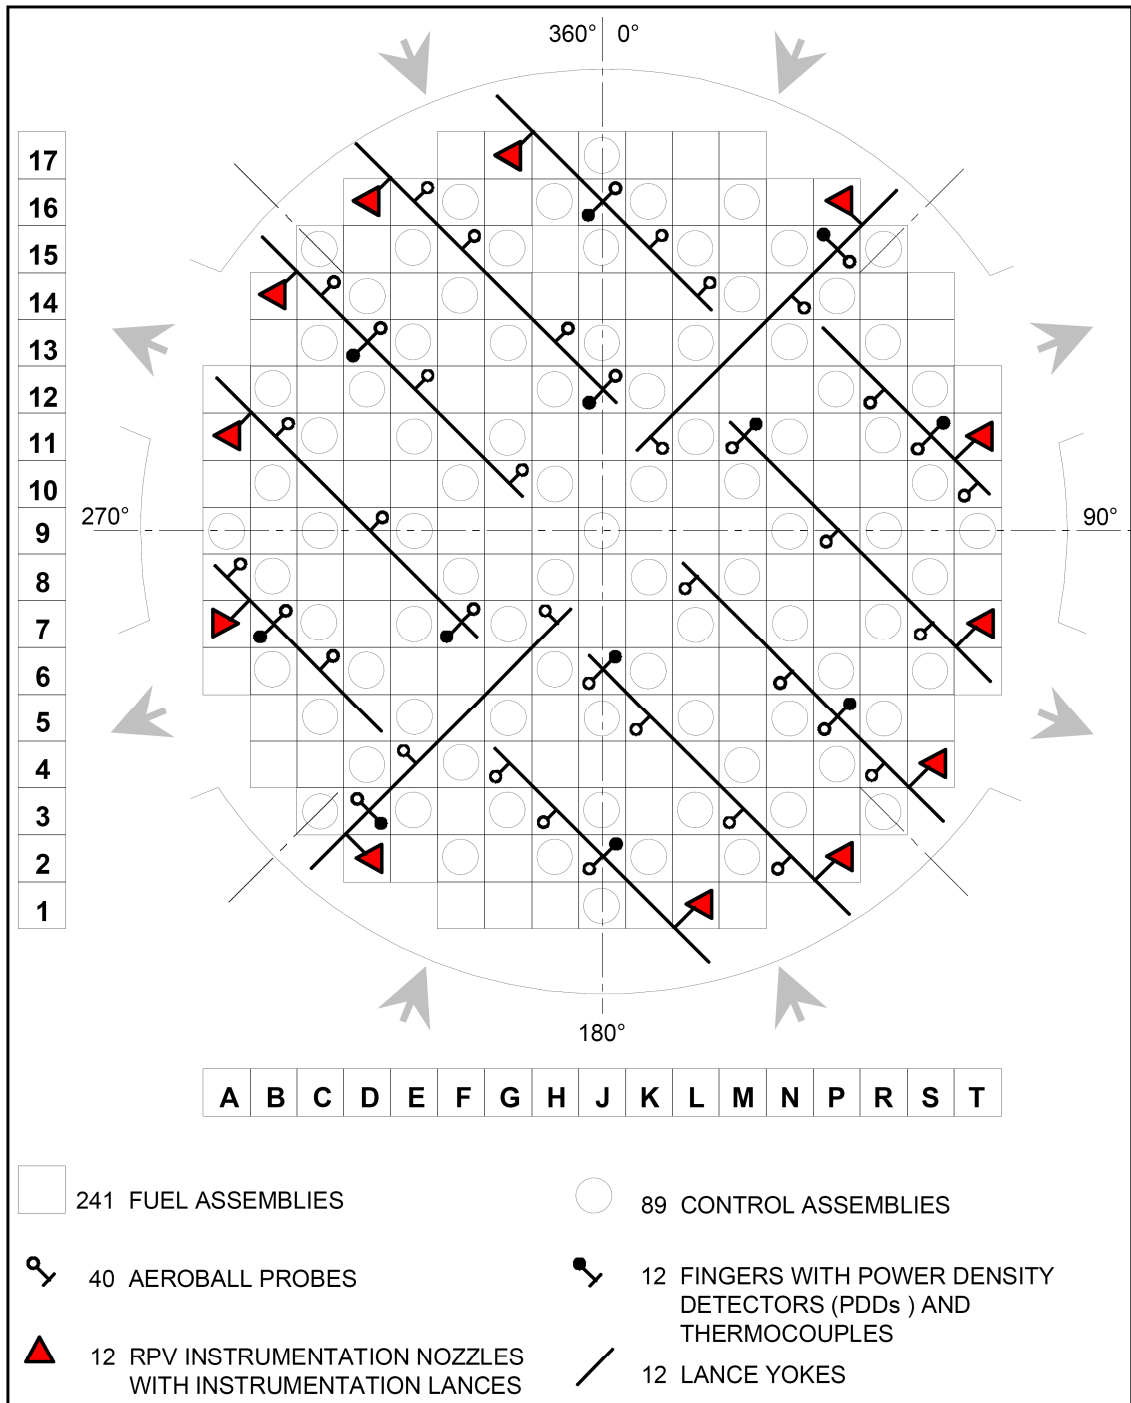 360° 0°
17
16
15
14
13
12
11
10
270° 90°
9
8
7
6
5
4
3
2
1
180°
A B C D E F G H J K L M N P R S T
241 FUEL ASSEMBLIES
89 CONTROL ASSEMBLIES
40 AEROBALL PROBES
12 FINGERS WITH POWER DENSITY
DETECTORS (PDDs ) AND
THERMOCOUPLES
12 RPV INSTRUMENTATION NOZZLES
WITH INSTRUMENTATION LANCES
12 LANCE YOKES